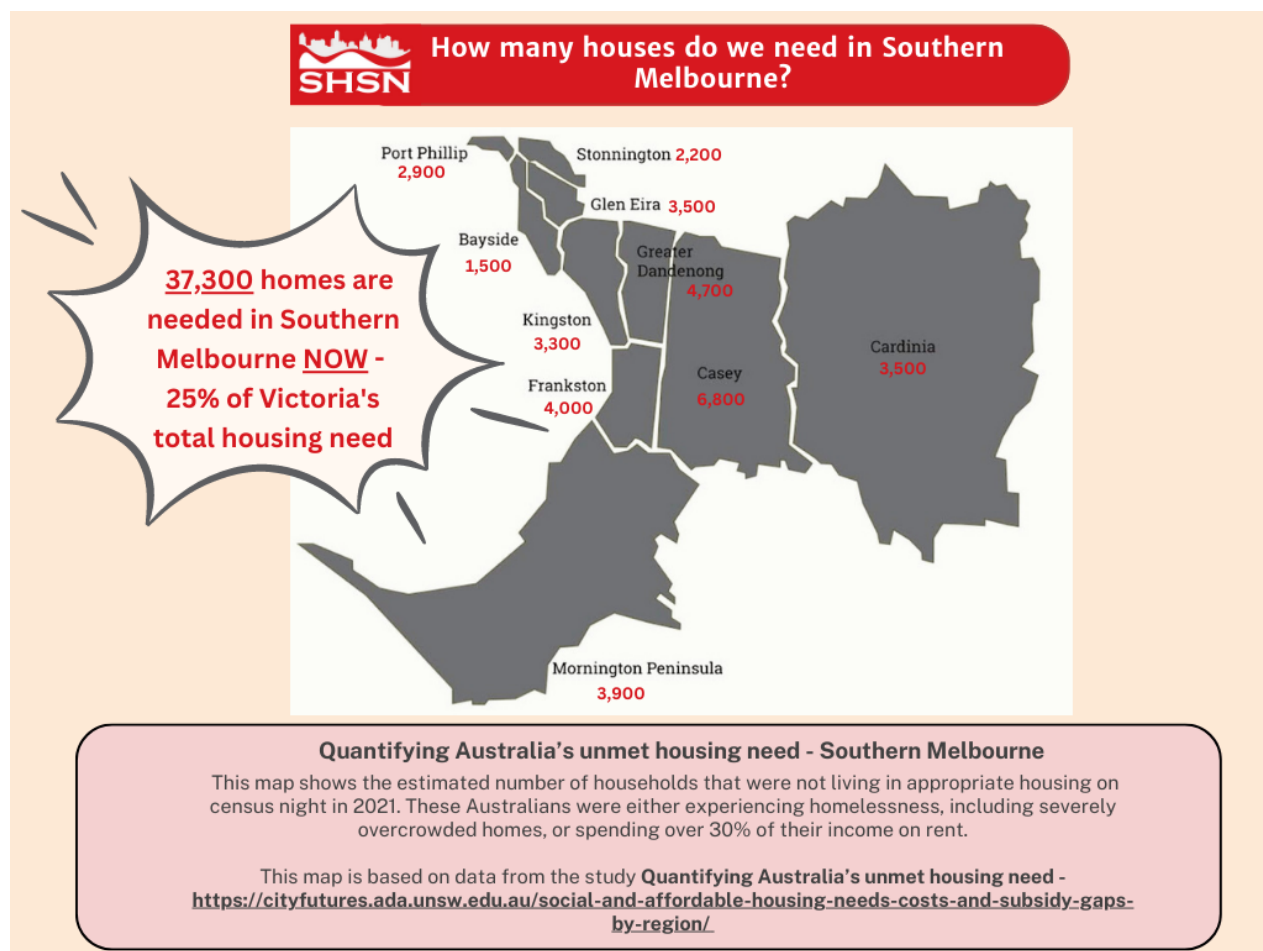 SHSN
How many houses do we need in Southern
Melbourne?
Port Phillip
2,900
Stonnington 2,200
Glen Eira 3,500
Bayside
1,500
Greater
Dandenong
4,700
Kingston
3,300
Frankston
4,000
Casey
6,800
Cardinia
3,500
Mornington Peninsula
3,900
37,300 homes are
needed in Southern
Melbourne NOW -
25% of Victoria's
total housing need
Quantifying Australia’s unmet housing need - Southern Melbourne
This map shows the estimated number of households that were not living in appropriate housing on
census night in 2021. These Australians were either experiencing homelessness, including severely
overcrowded homes, or spending over 30% of their income on rent.
This map is based on data from the study Quantifying Australia’s unmet housing need -
https://cityfutures.ada.unsw.edu.au/social-and-affordable-housing-needs-costs-and-subsidy-gaps-
by-region/